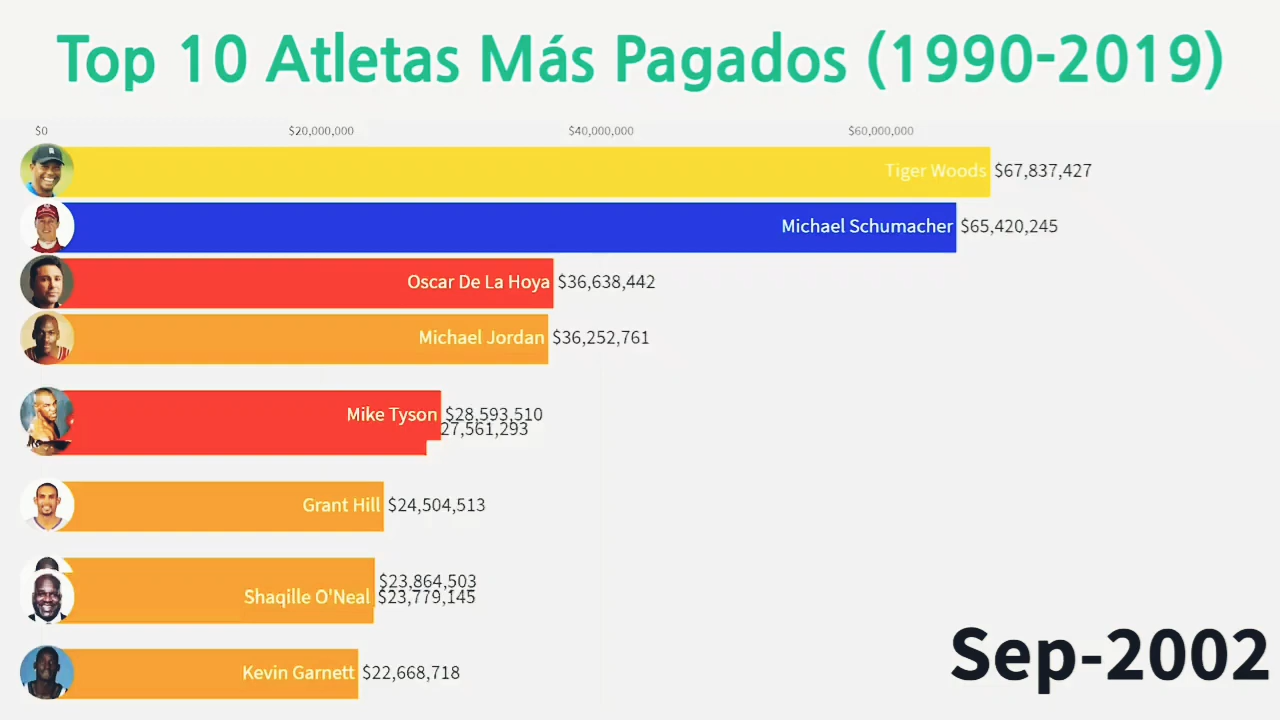 Top 10 Atletas Más Pagados (1990-2019)
$0 $20,000,000 $40,000,000 $60,000,000
Tiger Woods $67,837,427
Michael Schumacher $65,420,245
Oscar De La Hoya $36,638,442
Michael Jordan $36,252,761
Mike Tyson $28,593,510
27,561,293
Grant Hill $24,504,513
$23,864,503
Shaqille O'Neal $23,779,145
Kevin Garnett $22,668,718
Sep-2002